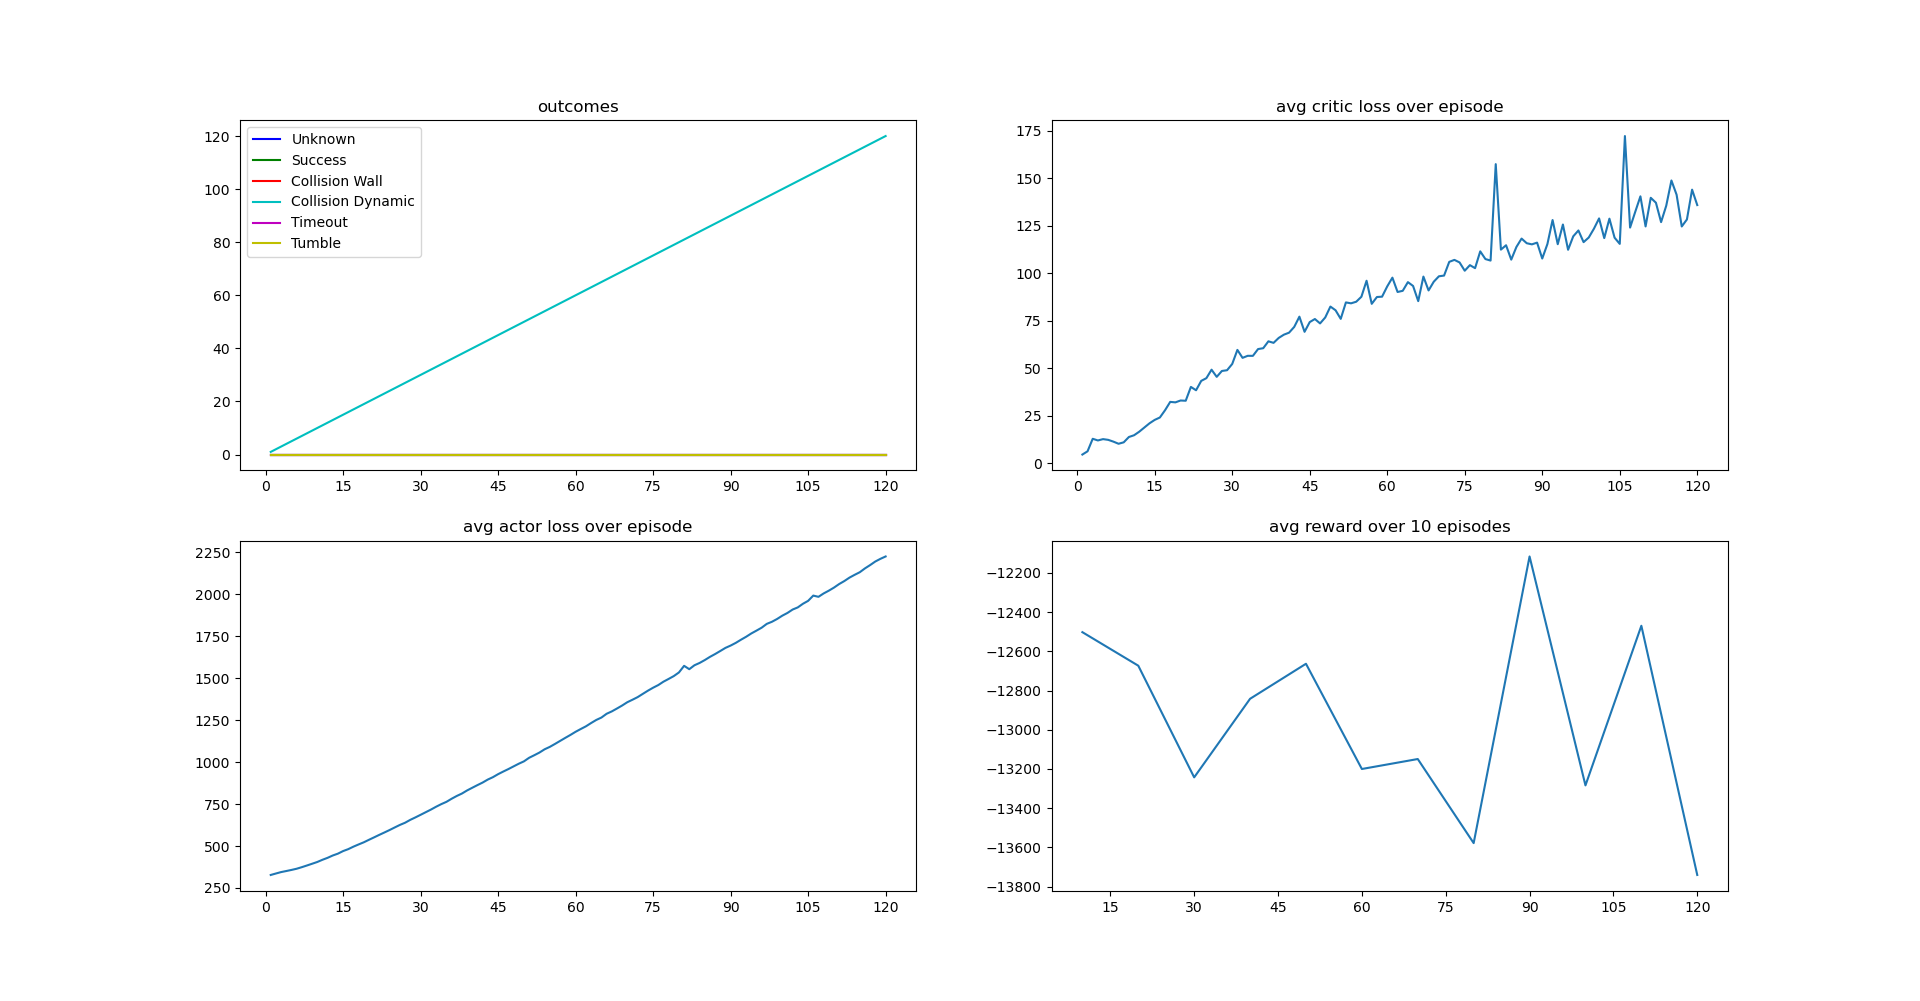 outcomes
120
100
80
60
40
20
0
Unknown
Success
Collision Wall
Collision Dynamic
Timeout
Tumble
0 15 30 45 60 75 90 105 120
avg critic loss over episode
175
150
125
100
75
50
25
0
0 15 30 45 60 75 90 105 120
avg actor loss over episode
2250
2000
1750
1500
1250
1000
750
500
250
0 15 30 45 60 75 90 105 120
avg reward over 10 episodes
−12200
−12400
−12600
−12800
−13000
−13200
−13400
−13600
−13800
15 30 45 60 75 90 105 120